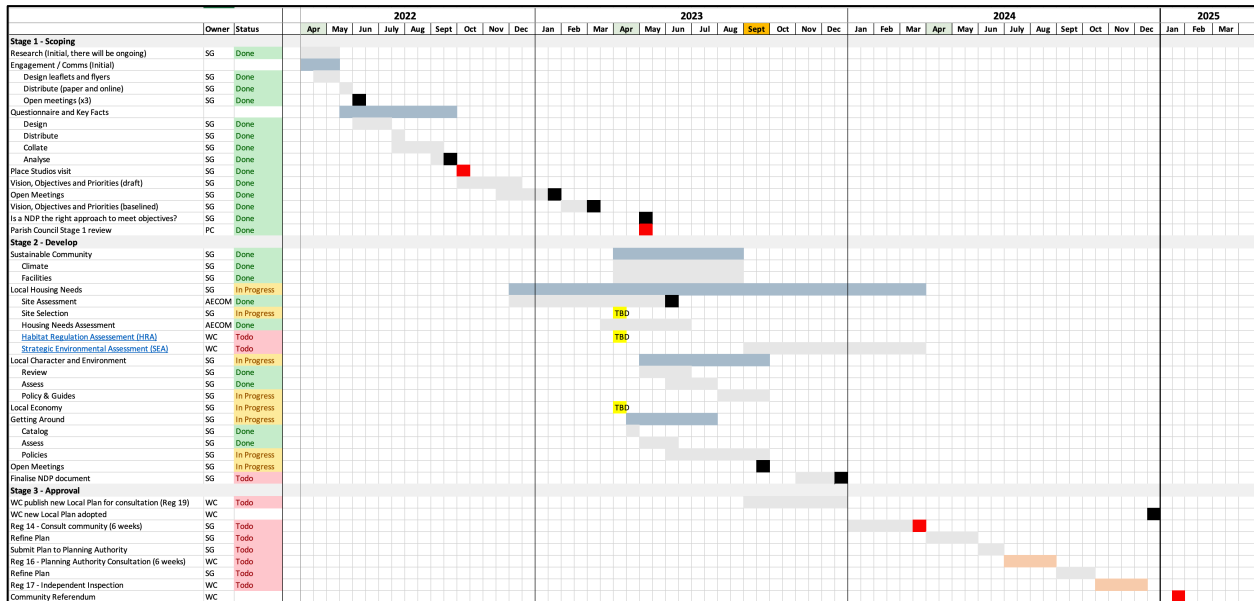 2022 2023 2024 2025
Owner Status Apr May Jun July Aug Sept Oct Nov Dec Jan Feb Mar Apr May Jun Jul Aug Sept Oct Nov Dec Jan Feb Mar Apr May Jun Jul Aug Sept Oct Nov Dec Jan Feb Mar
Stage 1 - Scoping
Research (Initial, there will be ongoing) SG Done
Engagement / Comms (Initial)
Design leaflets and flyers SG Done
Distribute (paper and online) SG Done
Open meetings (x3) SG Done
Questionnaire and Key Facts
Design SG Done
Distribute SG Done
Collate SG Done
Analyse SG Done
Place Studios visit SG Done
Vision, Objectives and Priorities (draft) SG Done
Open Meetings SG Done
Vision, Objectives and Priorities (baselined) SG Done
Is a NDP the right approach to meet objectives? SG Done
Parish Council Stage 1 review PC Done
Stage 2 - Develop
Sustainable Community SG Done
Climate SG Done
Facilities SG Done
Local Housing Needs SG In Progress
Site Assessment AECOM Done
Site Selection SG In Progress TBD
Housing Needs Assessment AECOM Done
Habitat Regulation Assessement (HRA) WC Todo TBD
Strategic Environmental Assessment (SEA) WC Todo
Local Character and Environment SG In Progress
Review SG Done
Assess SG Done
Policy & Guides SG In Progress
Local Economy SG In Progress TBD
Getting Around SG In Progress
Catalog SG Done
Assess SG Done
Policies SG In Progress
Open Meetings SG In Progress
Finalise NDP document SG Todo
Stage 3 - Approval
WC publish new Local Plan for consultation (Reg 19) WC Todo
WC new Local Plan adopted WC
Reg 14 - Consult community (6 weeks) SG Todo
Refine Plan SG Todo
Submit Plan to Planning Authority SG Todo
Reg 16 - Planning Authority Consultation (6 weeks) WC Todo
Refine Plan SG Todo
Reg 17 - Independent Inspection WC Todo
Community Referendum WC